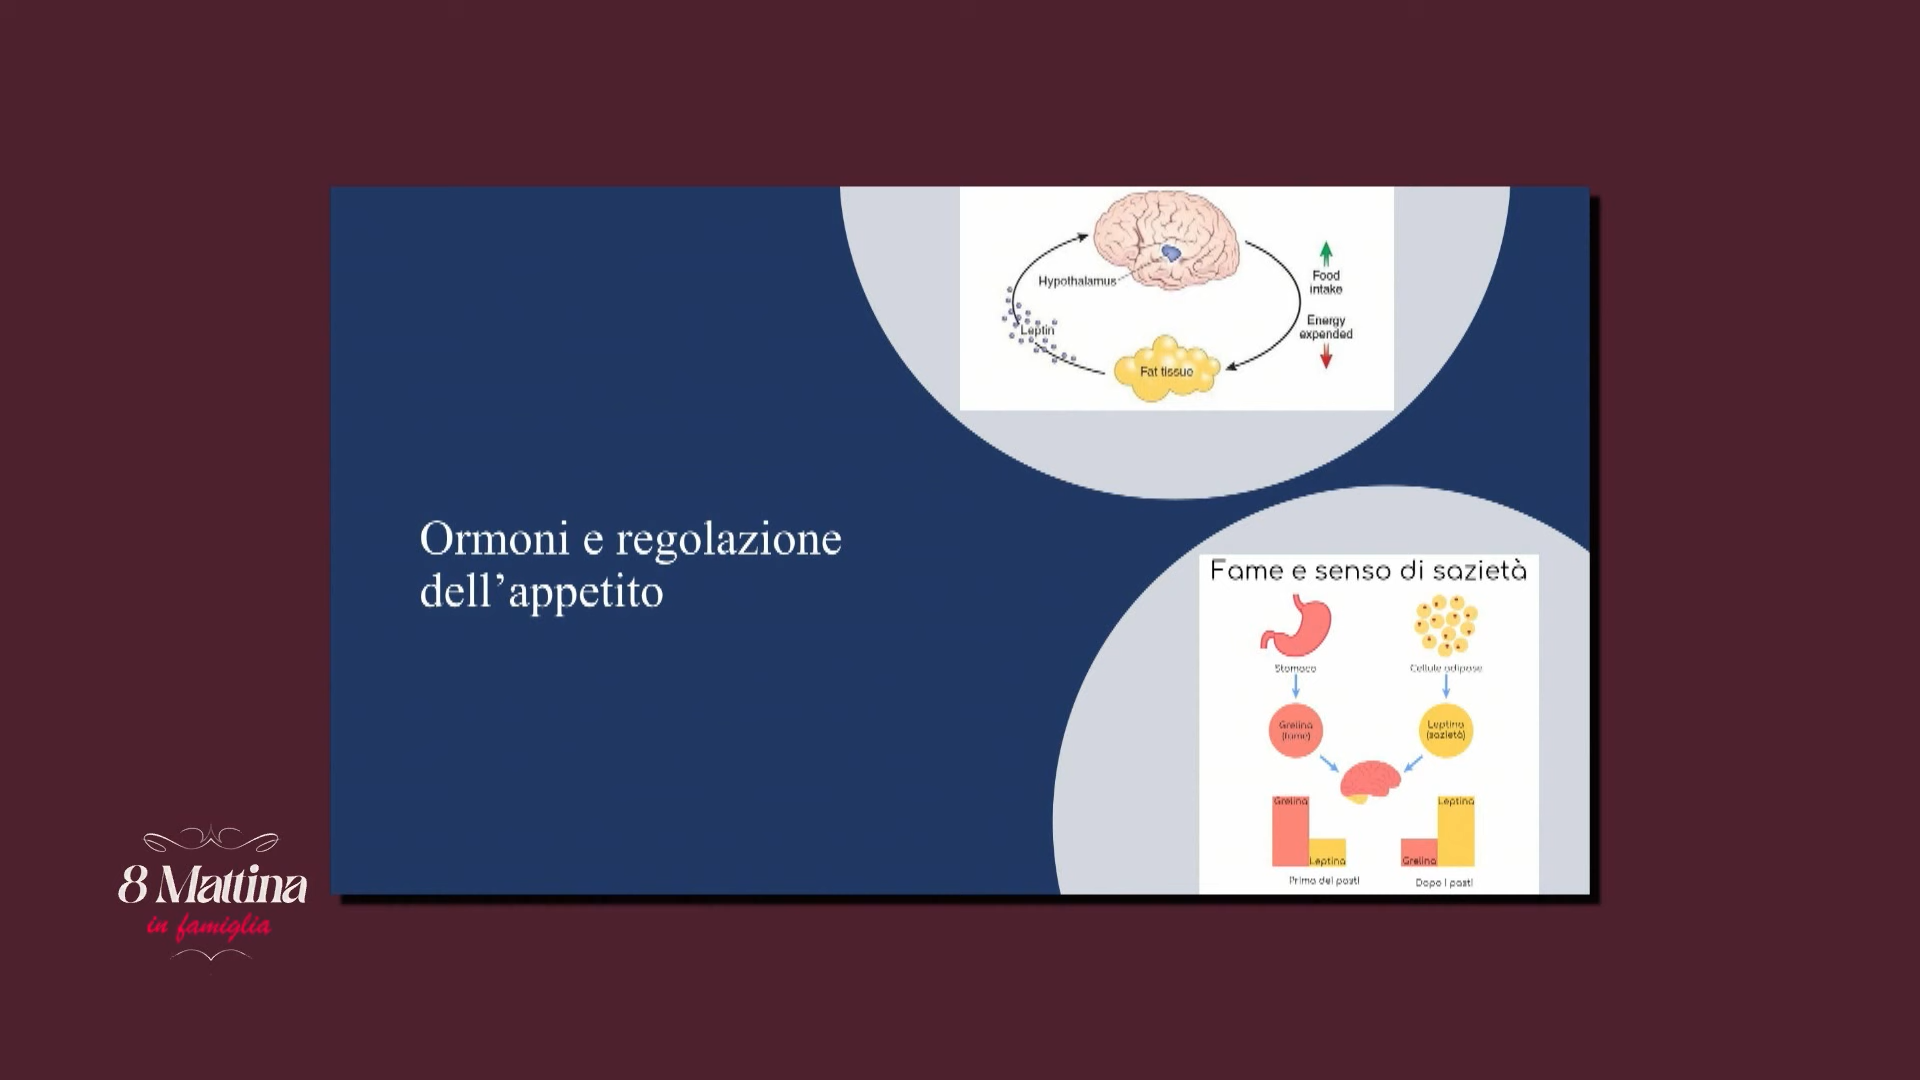 Hypothalamus
Food
intake
Energy
expended
Leptin
Fat tissue
Ormoni e regolazione
dell’appetito
Fame e senso di sazietà
Stomaco
Cellule adipose
Grelina
(fame)
Leptina
(sazietà)
Grelina
Leptina
Leptina
Grelina
Prima dei pasti
Dopo i pasti
8 Mattina
in famiglia